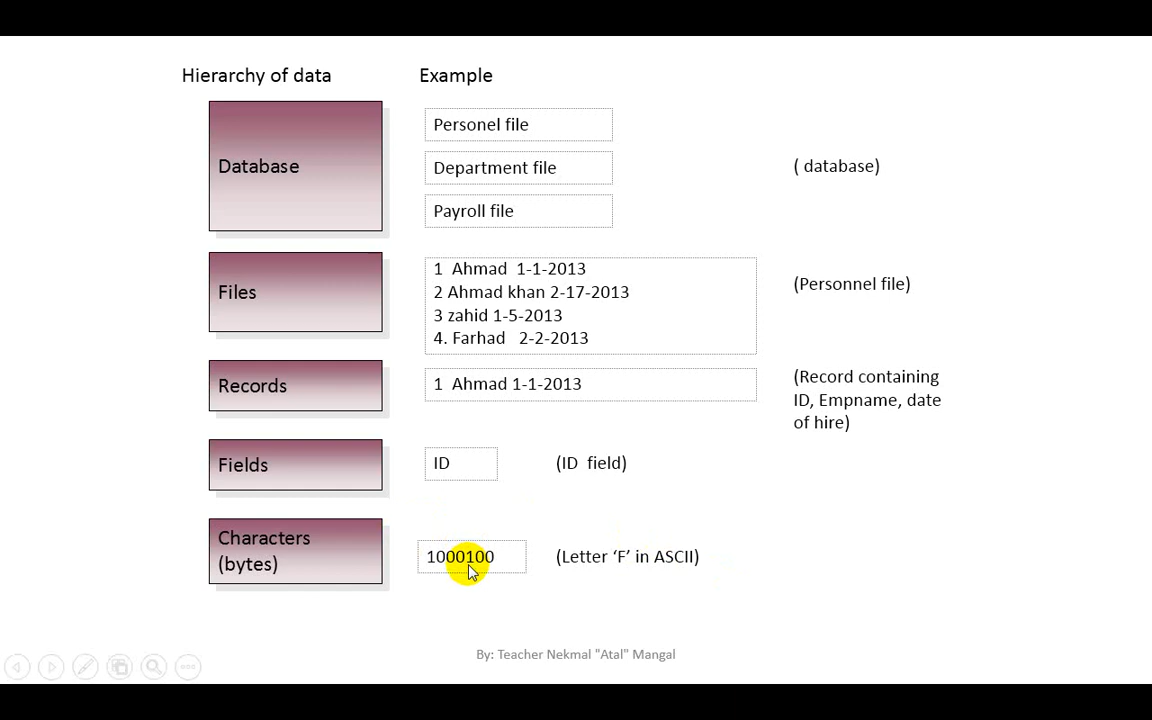 Hierarchy of data
Example
Database
Personel file
Department file
Payroll file
( database)
Files
1  Ahmad  1-1-2013
2 Ahmad khan 2-17-2013
3 zahid 1-5-2013
4. Farhad   2-2-2013
(Personnel file)
Records
1  Ahmad 1-1-2013
(Record containing
ID, Empname, date
of hire)
Fields
ID
(ID  field)
Characters
(bytes)
1000100
(Letter ‘F’ in ASCII)
By: Teacher Nekmal "Atal" Mangal